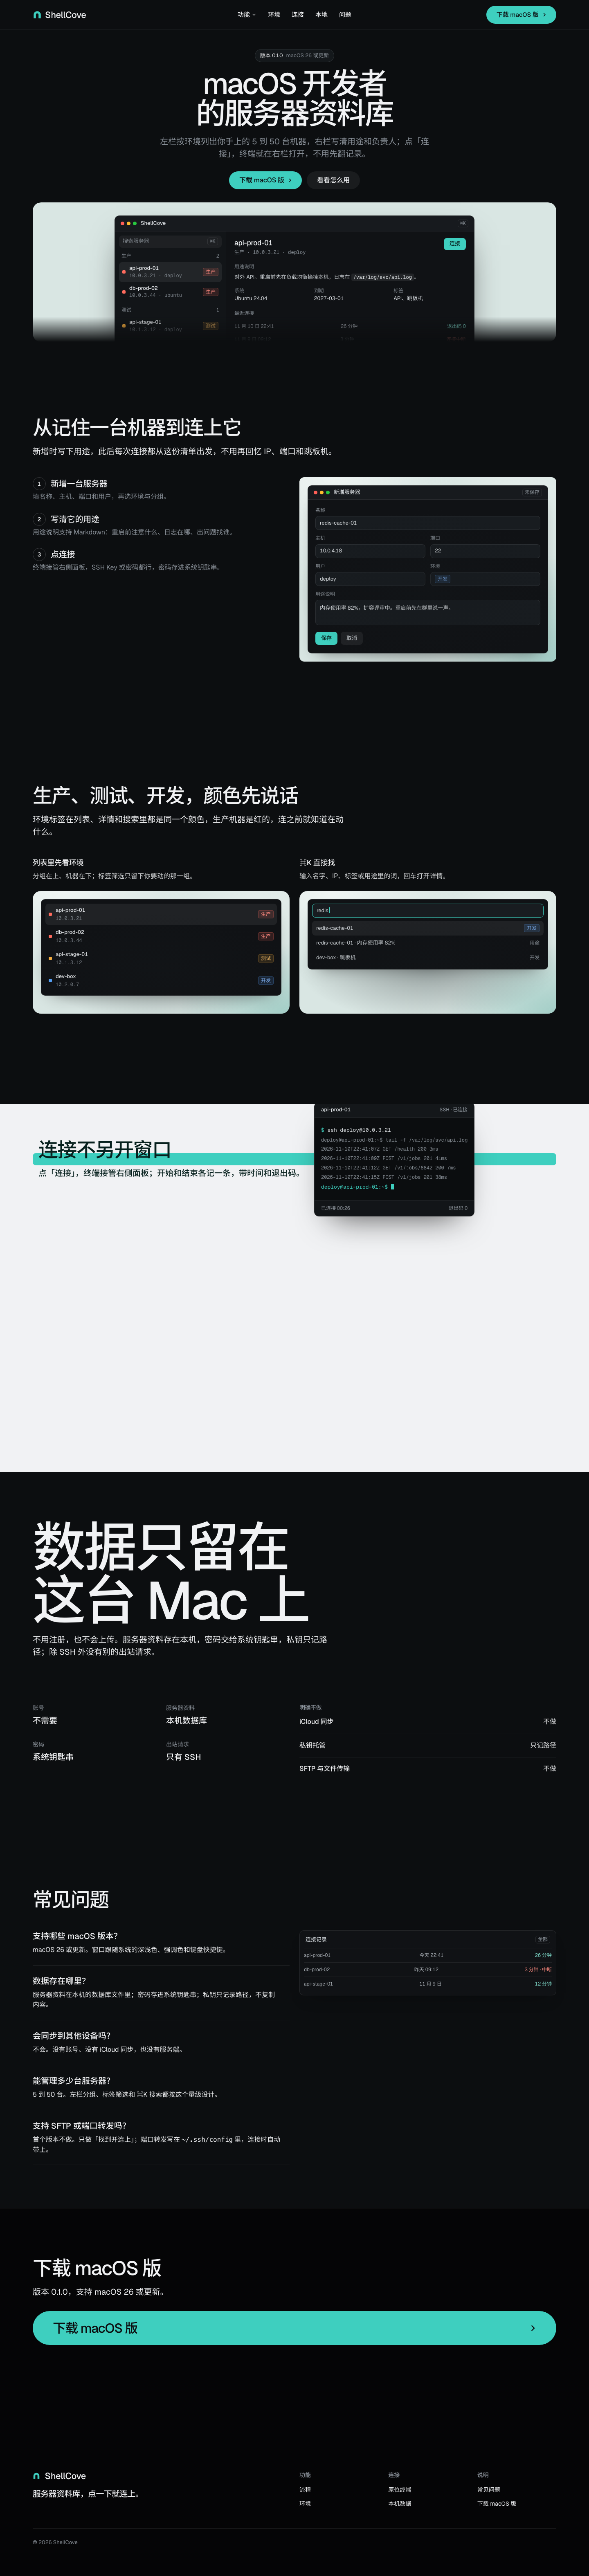 ShellCove
功能
环境
连接
本地
问题
下载 macOS 版
版本 0.1.0 macOS 26 或更新
macOS 开发者
的服务器资料库
左栏按环境列出你手上的 5 到 50 台机器，右栏写清用途和负责人；点「连
接」，终端就在右栏打开，不用先翻记录。
下载 macOS 版
看看怎么用
ShellCove
⌘K
搜索服务器
⌘K
生产 2
api-prod-01
10.0.3.21 · deploy
生产
db-prod-02
10.0.3.44 · ubuntu
生产
测试 1
api-stage-01
10.1.3.12 · deploy
测试
api-prod-01
生产 · 10.0.3.21 · deploy
连接
用途说明
对外 API。重启前先在负载均衡摘掉本机。日志在 /var/log/svc/api.log。
系统 到期 标签
Ubuntu 24.04 2027-03-01 API、跳板机
最近连接
11 月 10 日 22:41 26 分钟 退出码 0
从记住一台机器到连上它
新增时写下用途，此后每次连接都从这份清单出发，不用再回忆 IP、端口和跳板机。
1 新增一台服务器
填名称、主机、端口和用户，再选环境与分组。
2 写清它的用途
用途说明支持 Markdown：重启前注意什么、日志在哪、出问题找谁。
3 点连接
终端接管右侧面板，SSH Key 或密码都行，密码存进系统钥匙串。
新增服务器
未保存
名称
redis-cache-01
主机 端口
10.0.4.18 22
用户 环境
deploy 开发
用途说明
内存使用率 82%，扩容评审中。重启前先在群里说一声。
保存 取消
生产、测试、开发，颜色先说话
环境标签在列表、详情和搜索里都是同一个颜色，生产机器是红的，连之前就知道在动
什么。
列表里先看环境
分组在上、机器在下；标签筛选只留下你要动的那一组。
api-prod-01
10.0.3.21
生产
db-prod-02
10.0.3.44
生产
api-stage-01
10.1.3.12
测试
dev-box
10.2.0.7
开发
⌘K 直接找
输入名字、IP、标签或用途里的词，回车打开详情。
redis
redis-cache-01 开发
redis-cache-01 · 内存使用率 82% 用途
dev-box · 跳板机 开发
连接不另开窗口
点「连接」，终端接管右侧面板；开始和结束各记一条，带时间和退出码。
api-prod-01 SSH · 已连接
$ ssh deploy@10.0.3.21
deploy@api-prod-01:~$ tail -f /var/log/svc/api.log
2026-11-10T22:41:07Z GET /health 200 3ms
2026-11-10T22:41:09Z POST /v1/jobs 201 41ms
2026-11-10T22:41:12Z GET /v1/jobs/8842 200 7ms
2026-11-10T22:41:15Z POST /v1/jobs 201 38ms
deploy@api-prod-01:~$
已连接 00:26 退出码 0
数据只留在
这台 Mac 上
不用注册，也不会上传。服务器资料存在本机，密码交给系统钥匙串，私钥只记路
径；除 SSH 外没有别的出站请求。
账号
不需要
服务器资料
本机数据库
密码
系统钥匙串
出站请求
只有 SSH
明确不做
iCloud 同步 不做
私钥托管 只记路径
SFTP 与文件传输 不做
常见问题
支持哪些 macOS 版本？
macOS 26 或更新。窗口跟随系统的深浅色、强调色和键盘快捷键。
数据存在哪里？
服务器资料在本机的数据库文件里；密码存进系统钥匙串；私钥只记录路径，不复制
内容。
会同步到其他设备吗？
不会。没有账号、没有 iCloud 同步，也没有服务端。
能管理多少台服务器？
5 到 50 台。左栏分组、标签筛选和 ⌘K 搜索都按这个量级设计。
支持 SFTP 或端口转发吗？
首个版本不做。只做「找到并连上」；端口转发写在 ~/.ssh/config 里，连接时自动
带上。
连接记录 全部
api-prod-01 今天 22:41 26 分钟
db-prod-02 昨天 09:12 3 分钟 · 中断
api-stage-01 11 月 9 日 12 分钟
下载 macOS 版
版本 0.1.0，支持 macOS 26 或更新。
下载 macOS 版
ShellCove
服务器资料库，点一下就连上。
功能
流程
环境
连接
原位终端
本机数据
说明
常见问题
下载 macOS 版
© 2026 ShellCove